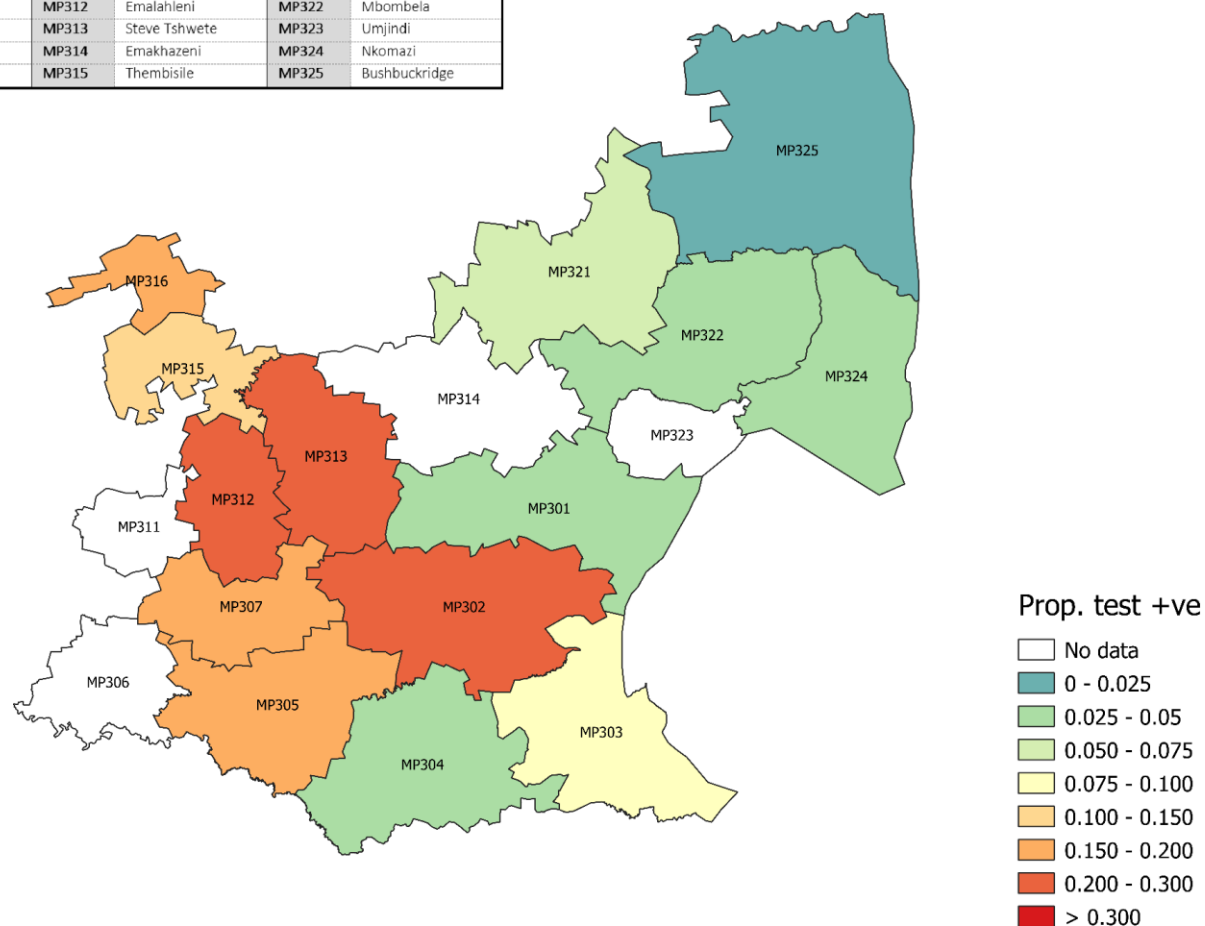 MP312 Emalahleni MP322 Mbombela
MP313 Steve Tshwete MP323 Umjindi
MP314 Emakhazeni MP324 Nkomazi
MP315 Thembisile MP325 Bushbuckridge
MP325
MP321
MP316
MP322
MP315
MP324
MP314
MP323
MP313
MP312
MP301
MP311
MP307
MP302
MP306
MP305
MP303
MP304
Prop. test +ve
No data
0 - 0.025
0.025 - 0.05
0.050 - 0.075
0.075 - 0.100
0.100 - 0.150
0.150 - 0.200
0.200 - 0.300
> 0.300